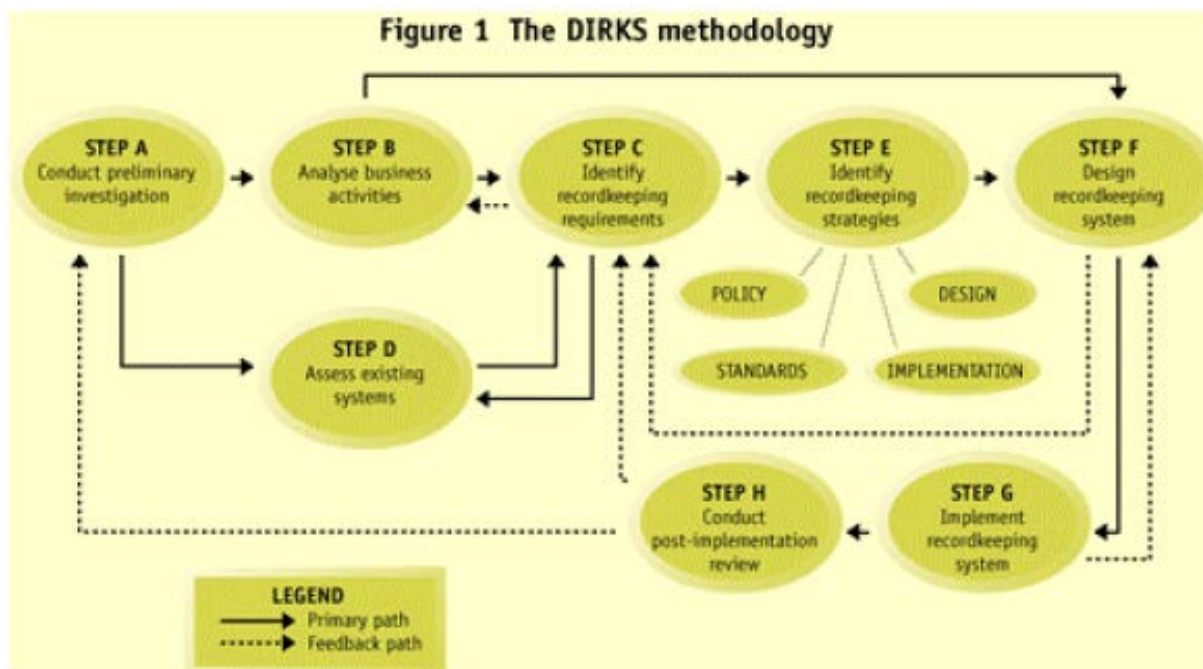 Figure 1 The DIRKS methodology
STEP A
Conduct preliminary
investigation
STEP B
Analyse business
activities
STEP C
Identify
recordkeeping
requirements
STEP E
Identify
recordkeeping
strategies
STEP F
Design
recordkeeping
system
POLICY
DESIGN
STANDARDS
IMPLEMENTATION
STEP D
Assess existing
systems
STEP H
Conduct
post-implementation
review
STEP G
Implement
recordkeeping
system
LEGEND
Primary path
Feedback path